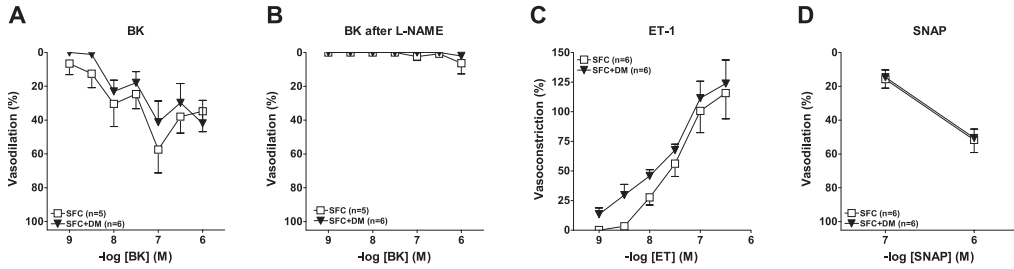 A
BK
Vasodilation (%)
0
20
40
60
80
100
SFC (n=5)
SFC+DM (n=6)
9 8 7 6
-log [BK] (M)
B
BK after L-NAME
Vasodilation (%)
0
20
40
60
80
100
SFC (n=5)
SFC+DM (n=6)
9 8 7 6
-log [BK] (M)
C
ET-1
Vasoconstriction (%)
150
125
100
75
50
25
0
SFC (n=6)
SFC+DM (n=6)
9 8 7 6
-log [ET] (M)
D
SNAP
Vasodilation (%)
0
20
40
60
80
100
SFC (n=6)
SFC+DM (n=6)
7 6
-log [SNAP] (M)